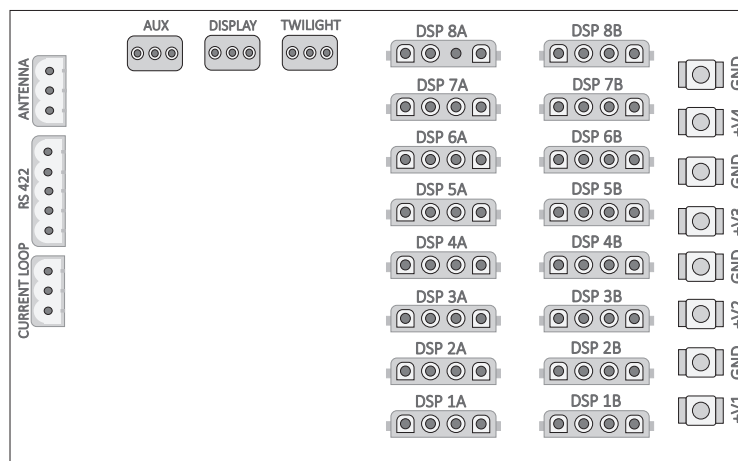 AUX DISPLAY TWILIGHT
DSP 8A DSP 8B
DSP 7A DSP 7B
DSP 6A DSP 6B
DSP 5A DSP 5B
DSP 4A DSP 4B
DSP 3A DSP 3B
DSP 2A DSP 2B
DSP 1A DSP 1B
ANTENNA
RS 422
CURRENT LOOP
GND
+V4
GND
+V3
GND
+V2
GND
+V1